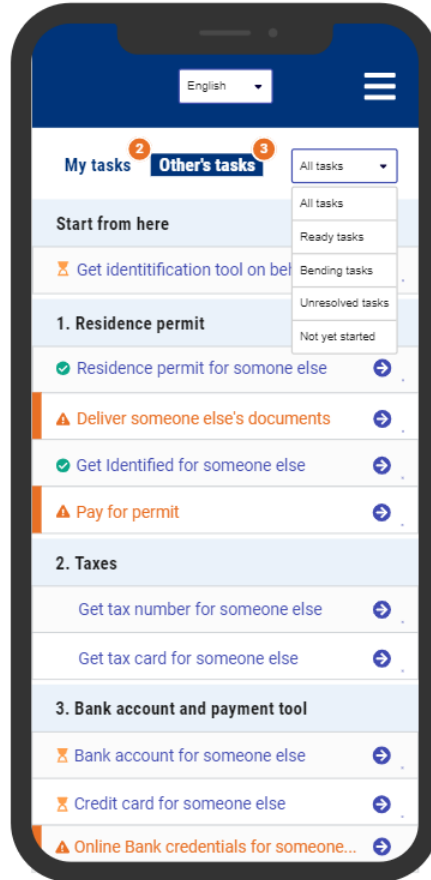 English
My tasks 2 Other's tasks 3 All tasks
All tasks
Ready tasks
Bending tasks
Unresolved tasks
Not yet started
Start from here
Get identitification tool on bel
1. Residence permit
Residence permit for somone else
Deliver someone else's documents
Get Identified for someone else
Pay for permit
2. Taxes
Get tax number for someone else
Get tax card for someone else
3. Bank account and payment tool
Bank account for someone else
Credit card for someone else
Online Bank credentials for someone...